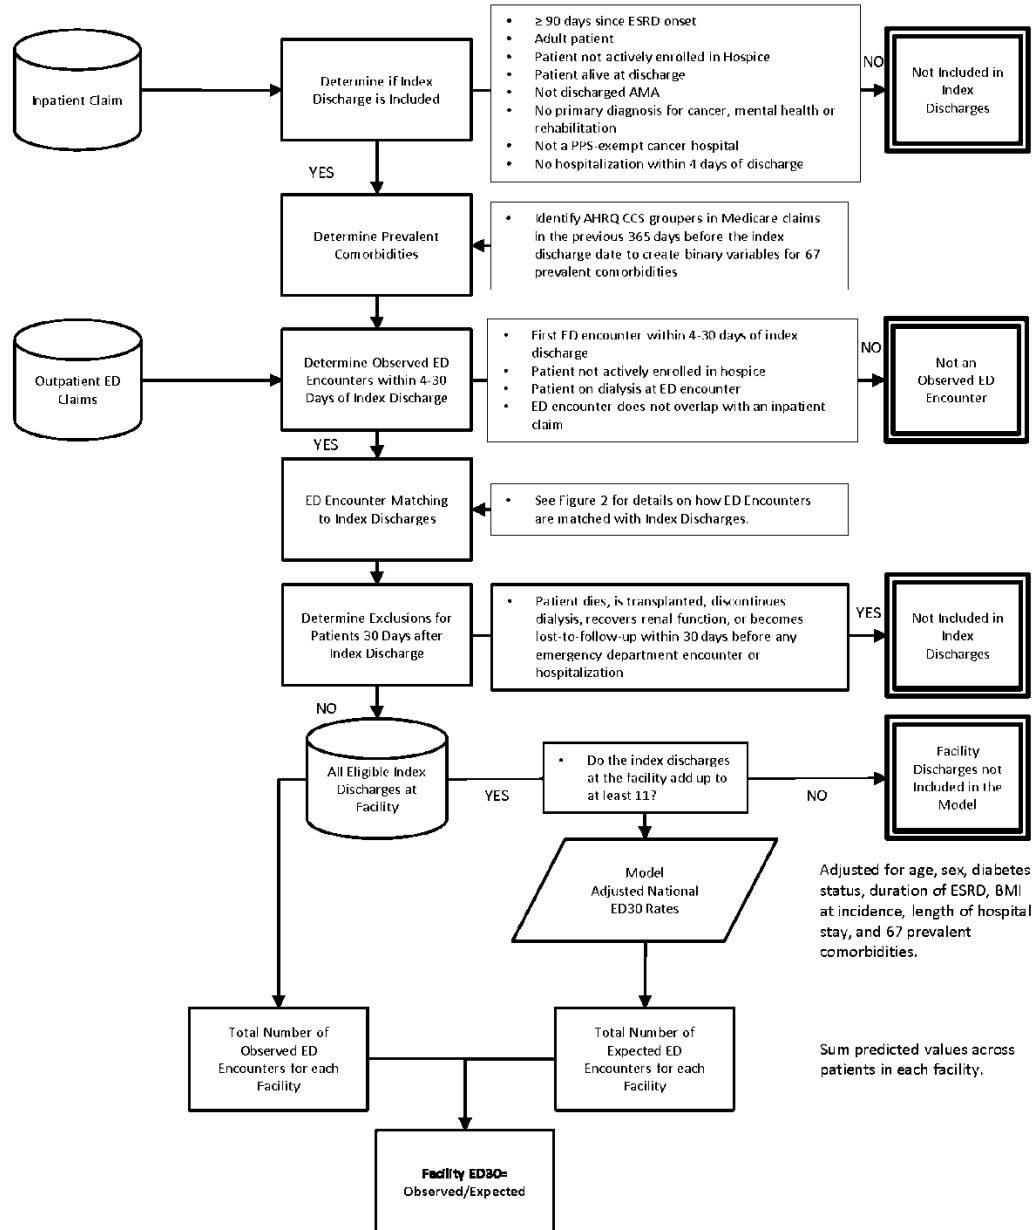 Inpatient Claim
Determine if Index
Discharge is Included
• ≥ 90 days since ESRD onset
• Adult patient
• Patient not actively enrolled in Hospice
• Patient alive at discharge
• Not discharged AMA
• No primary diagnosis for cancer, mental health or
rehabilitation
• Not a PPS-exempt cancer hospital
• No hospitalization within 4 days of discharge
NO
Not Included in
Index
Discharges
YES
Determine Prevalent
Comorbidities
• Identify AHRQ CCS groupers in Medicare claims
in the previous 365 days before the index
discharge date to create binary variables for 67
prevalent comorbidities
Outpatient ED
Claims
Determine Observed ED
Encounters within 4-30
Days of Index Discharge
• First ED encounter within 4-30 days of index
discharge
• Patient not actively enrolled in hospice
• Patient on dialysis at ED encounter
• ED encounter does not overlap with an inpatient
claim
NO
Not an
Observed ED
Encounter
YES
ED Encounter Matching
to Index Discharges
• See Figure 2 for details on how ED Encounters
are matched with Index Discharges.
Determine Exclusions for
Patients 30 Days after
Index Discharge
• Patient dies, is transplanted, discontinues
dialysis, recovers renal function, or becomes
lost-to-follow-up within 30 days before any
emergency department encounter or
hospitalization
YES
Not Included in
Index
Discharges
NO
All Eligible Index
Discharges at
Facility
YES
• Do the index discharges
at the facility add up to
at least 11?
NO
Facility
Discharges not
Included in the
Model
Model
Adjusted National
ED30 Rates
Adjusted for age, sex, diabetes
status, duration of ESRD, BMI
at incidence, length of hospital
stay, and 67 prevalent
comorbidities.
Total Number of
Observed ED
Encounters for each
Facility
Total Number of
Expected ED
Encounters for each
Facility
Sum predicted values across
patients in each facility.
Facility ED30=
Observed/Expected